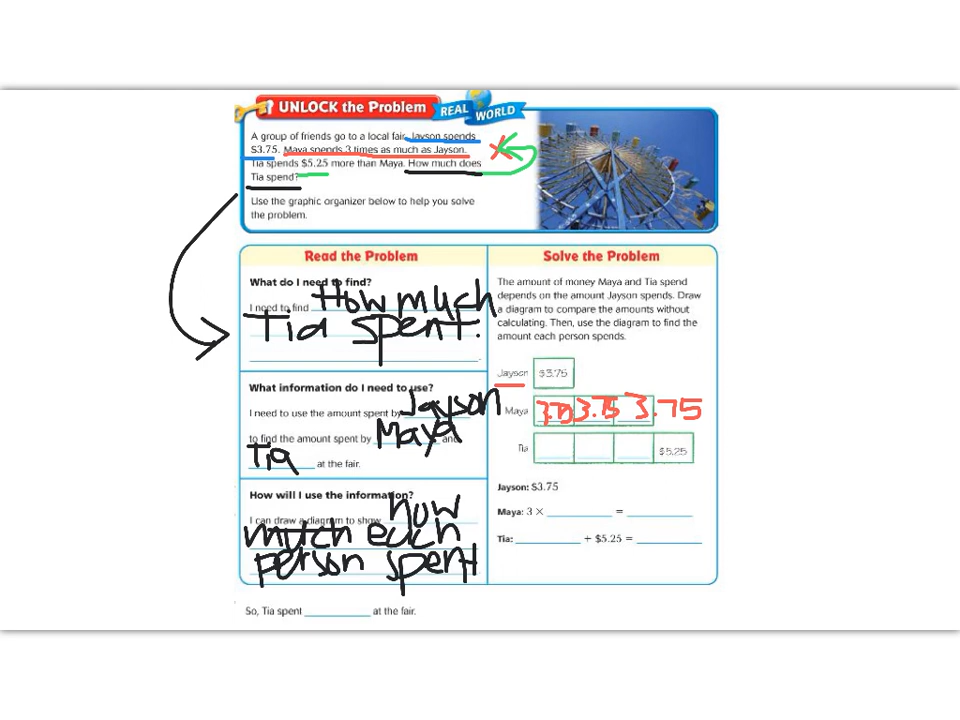 UNLOCK the Problem REAL WORLD
A group of friends go to a local fair. Jayson spends
$3.75. Maya spends 3 times as much as Jayson.
Tia spends $5.25 more than Maya. How much does
Tia spend?
Use the graphic organizer below to help you solve
the problem.
Read the Problem
What do I need to find?
I need to find How much
Tia spent.
What information do I need to use?
I need to use the amount spent by Jayson
to find the amount spent by Maya and
Tia at the fair.
How will I use the information?
I can draw a diagram to show how
much each
person spent
Solve the Problem
The amount of money Maya and Tia spend
depends on the amount Jayson spends. Draw
a diagram to compare the amounts without
calculating. Then, use the diagram to find the
amount each person spends.
Jayson $3.75
Maya 3.75 3.75 3.75
Tia $5.25
Jayson: $3.75
Maya: 3 × =
Tia: + $5.25 =
So, Tia spent at the fair.